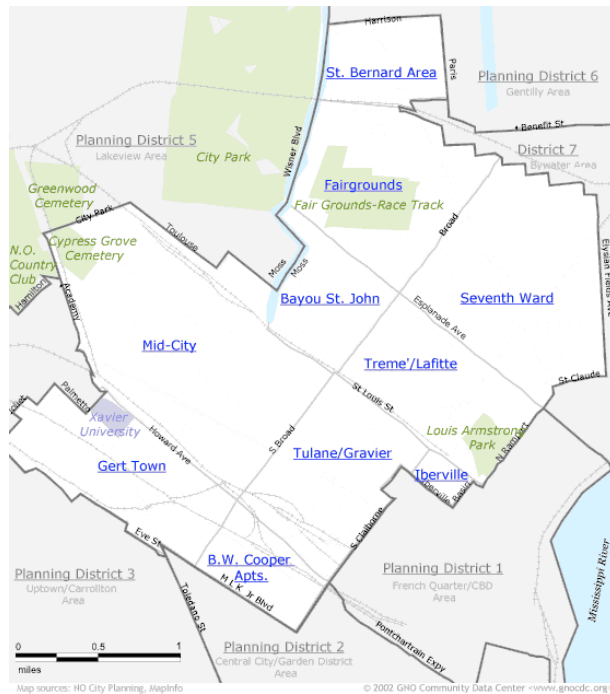 Harrison
St. Bernard Area
Paris
Planning District 6
Gentilly Area
Benefit St
Planning District 5
Lakeview Area
City Park
Wisner Blvd
District 7
Bywater Area
Greenwood
Cemetery
Fairgrounds
Fair Grounds-Race Track
Broad
City Park
Toulouse
Cypress Grove
Cemetery
N.O.
Country
Club
Hamilton
Academy
Moss
Moss
Elysian Fields Ave
Bayou St. John
Seventh Ward
Esplanade Ave
Mid-City
Treme'/Lafitte
St Claude
St Louis St
Palmetto
Xavier
University
Howard Ave
S Broad
Louis Armstrong
Park
N Rampart
Tulane/Gravier
Gert Town
Iberville
Iberville
Basin
S Claiborne
Eve St
B.W. Cooper
Apts.
M L K Jr Blvd
Planning District 3
Uptown/Carrollton
Area
Toledano St
Planning District 1
French Quarter/CBD
Area
Mississippi River
Planning District 2
Central City/Garden District
Area
Pontchartrain Expy
0 0.5 1
miles
Map sources: NO City Planning, MapInfo
© 2002 GNO Community Data Center <www.gnocdc.org